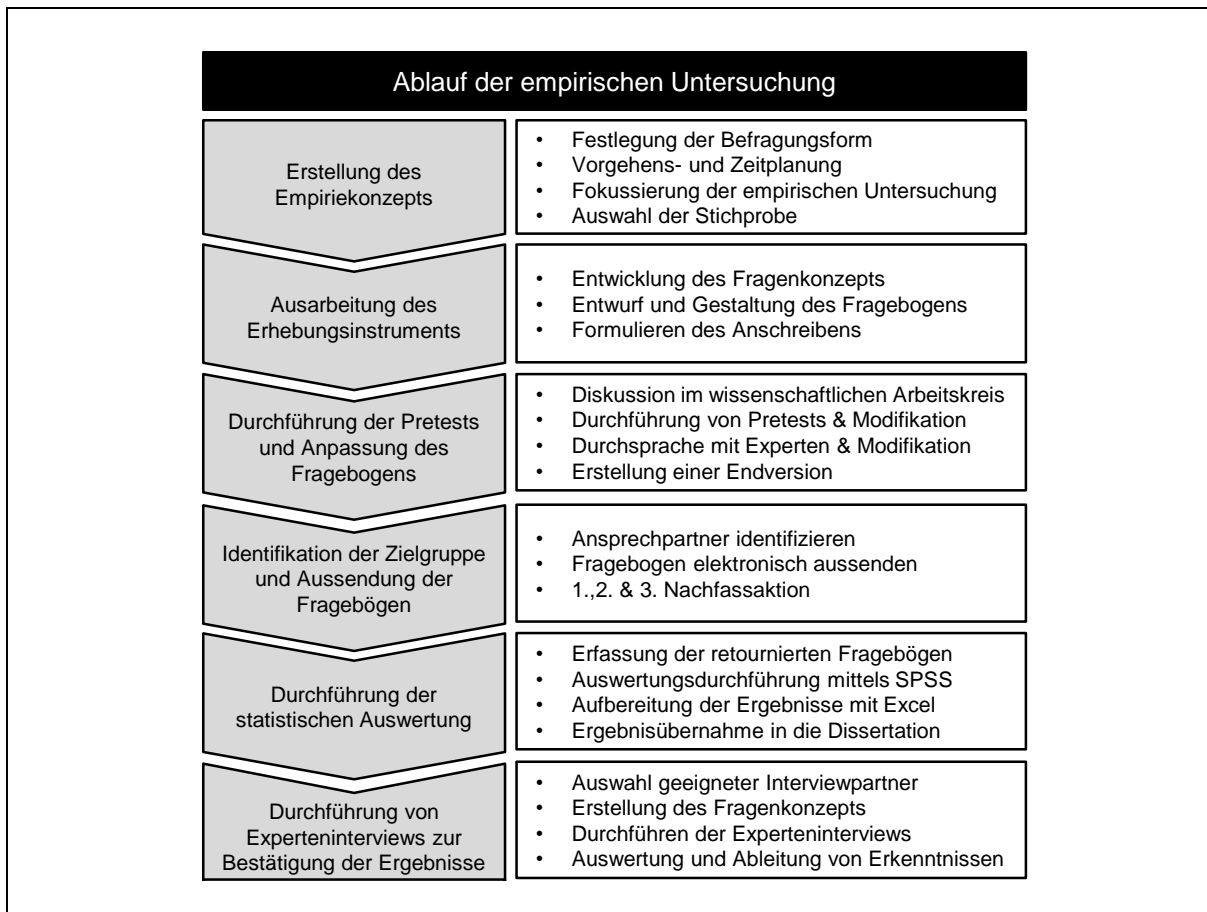 Ablauf der empirischen Untersuchung
Erstellung des
Empiriekonzepts
• Festlegung der Befragungsform
• Vorgehens- und Zeitplanung
• Fokussierung der empirischen Untersuchung
• Auswahl der Stichprobe
Ausarbeitung des
Erhebungsinstruments
• Entwicklung des Fragenkonzepts
• Entwurf und Gestaltung des Fragebogens
• Formulieren des Anschreibens
Durchführung der Pretests
und Anpassung des
Fragebogens
• Diskussion im wissenschaftlichen Arbeitskreis
• Durchführung von Pretests & Modifikation
• Durchsprache mit Experten & Modifikation
• Erstellung einer Endversion
Identifikation der Zielgruppe
und Aussendung der
Fragebögen
• Ansprechpartner identifizieren
• Fragebogen elektronisch aussenden
• 1.,2. & 3. Nachfassaktion
Durchführung der
statistischen Auswertung
• Erfassung der retournierten Fragebögen
• Auswertungsdurchführung mittels SPSS
• Aufbereitung der Ergebnisse mit Excel
• Ergebnisübernahme in die Dissertation
Durchführung von
Experteninterviews zur
Bestätigung der Ergebnisse
• Auswahl geeigneter Interviewpartner
• Erstellung des Fragenkonzepts
• Durchführen der Experteninterviews
• Auswertung und Ableitung von Erkenntnissen